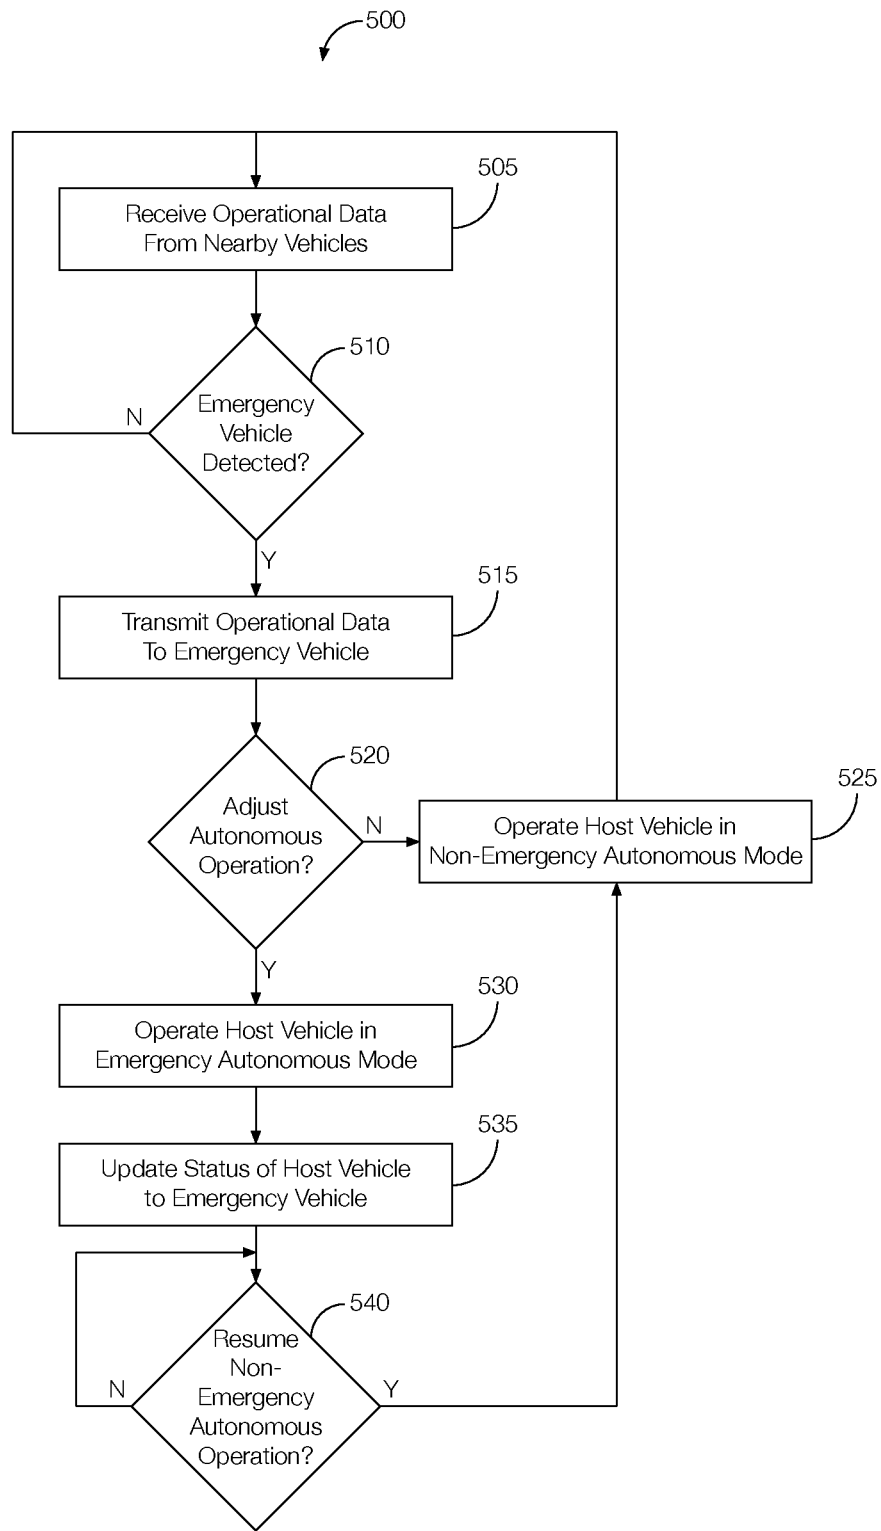 500
505
Receive Operational Data
From Nearby Vehicles
510
Emergency
Vehicle
Detected?
N
Y
515
Transmit Operational Data
To Emergency Vehicle
520
Adjust
Autonomous
Operation?
N
525
Operate Host Vehicle in
Non-Emergency Autonomous Mode
Y
530
Operate Host Vehicle in
Emergency Autonomous Mode
535
Update Status of Host Vehicle
to Emergency Vehicle
540
Resume
Non-
Emergency
Autonomous
Operation?
N
Y